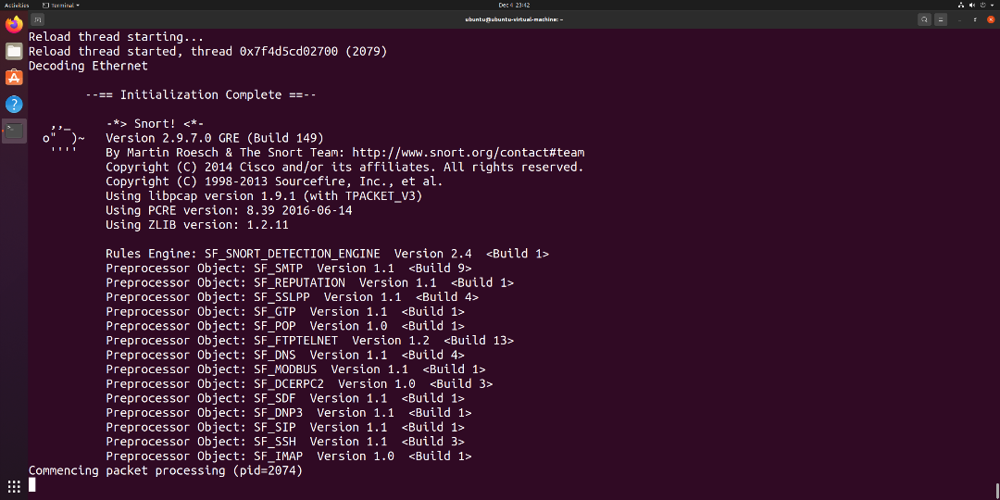 Activities Terminal Dec 4 23:42
ubuntu@ubuntu-virtual-machine: ~
Reload thread starting...
Reload thread started, thread 0x7f4d5cd02700 (2079)
Decoding Ethernet
--== Initialization Complete ==--
,,_ -*> Snort! <*-
o" )~ Version 2.9.7.0 GRE (Build 149)
'''' By Martin Roesch & The Snort Team: http://www.snort.org/contact#team
Copyright (C) 2014 Cisco and/or its affiliates. All rights reserved.
Copyright (C) 1998-2013 Sourcefire, Inc., et al.
Using libpcap version 1.9.1 (with TPACKET_V3)
Using PCRE version: 8.39 2016-06-14
Using ZLIB version: 1.2.11
Rules Engine: SF_SNORT_DETECTION_ENGINE Version 2.4 <Build 1>
Preprocessor Object: SF_SMTP Version 1.1 <Build 9>
Preprocessor Object: SF_REPUTATION Version 1.1 <Build 1>
Preprocessor Object: SF_SSLPP Version 1.1 <Build 4>
Preprocessor Object: SF_GTP Version 1.1 <Build 1>
Preprocessor Object: SF_POP Version 1.0 <Build 1>
Preprocessor Object: SF_FTPTELNET Version 1.2 <Build 13>
Preprocessor Object: SF_DNS Version 1.1 <Build 4>
Preprocessor Object: SF_MODBUS Version 1.1 <Build 1>
Preprocessor Object: SF_DCERPC2 Version 1.0 <Build 3>
Preprocessor Object: SF_SDF Version 1.1 <Build 1>
Preprocessor Object: SF_DNP3 Version 1.1 <Build 1>
Preprocessor Object: SF_SIP Version 1.1 <Build 1>
Preprocessor Object: SF_SSH Version 1.1 <Build 3>
Preprocessor Object: SF_IMAP Version 1.0 <Build 1>
Commencing packet processing (pid=2074)